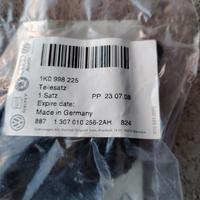 1K0 998 225
Teilesatz
1 Satz PP 23.07.08
Expire date:
Made in Germany
887 1 307 010 256-2AH 824